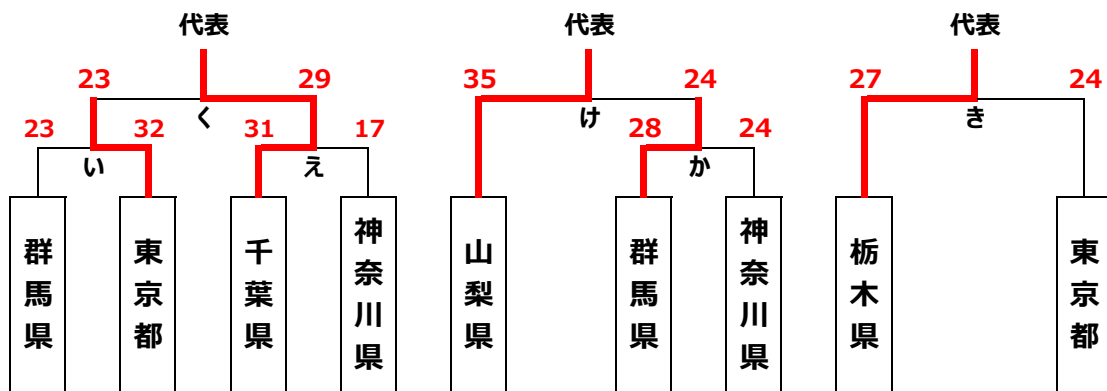 代表 代表 代表
23 29 35 24 27 24
く け き
23 32 31 17 28 24
い え か
群馬県 東京都 千葉県 神奈川県 山梨県 群馬県 神奈川県 栃木県 東京都